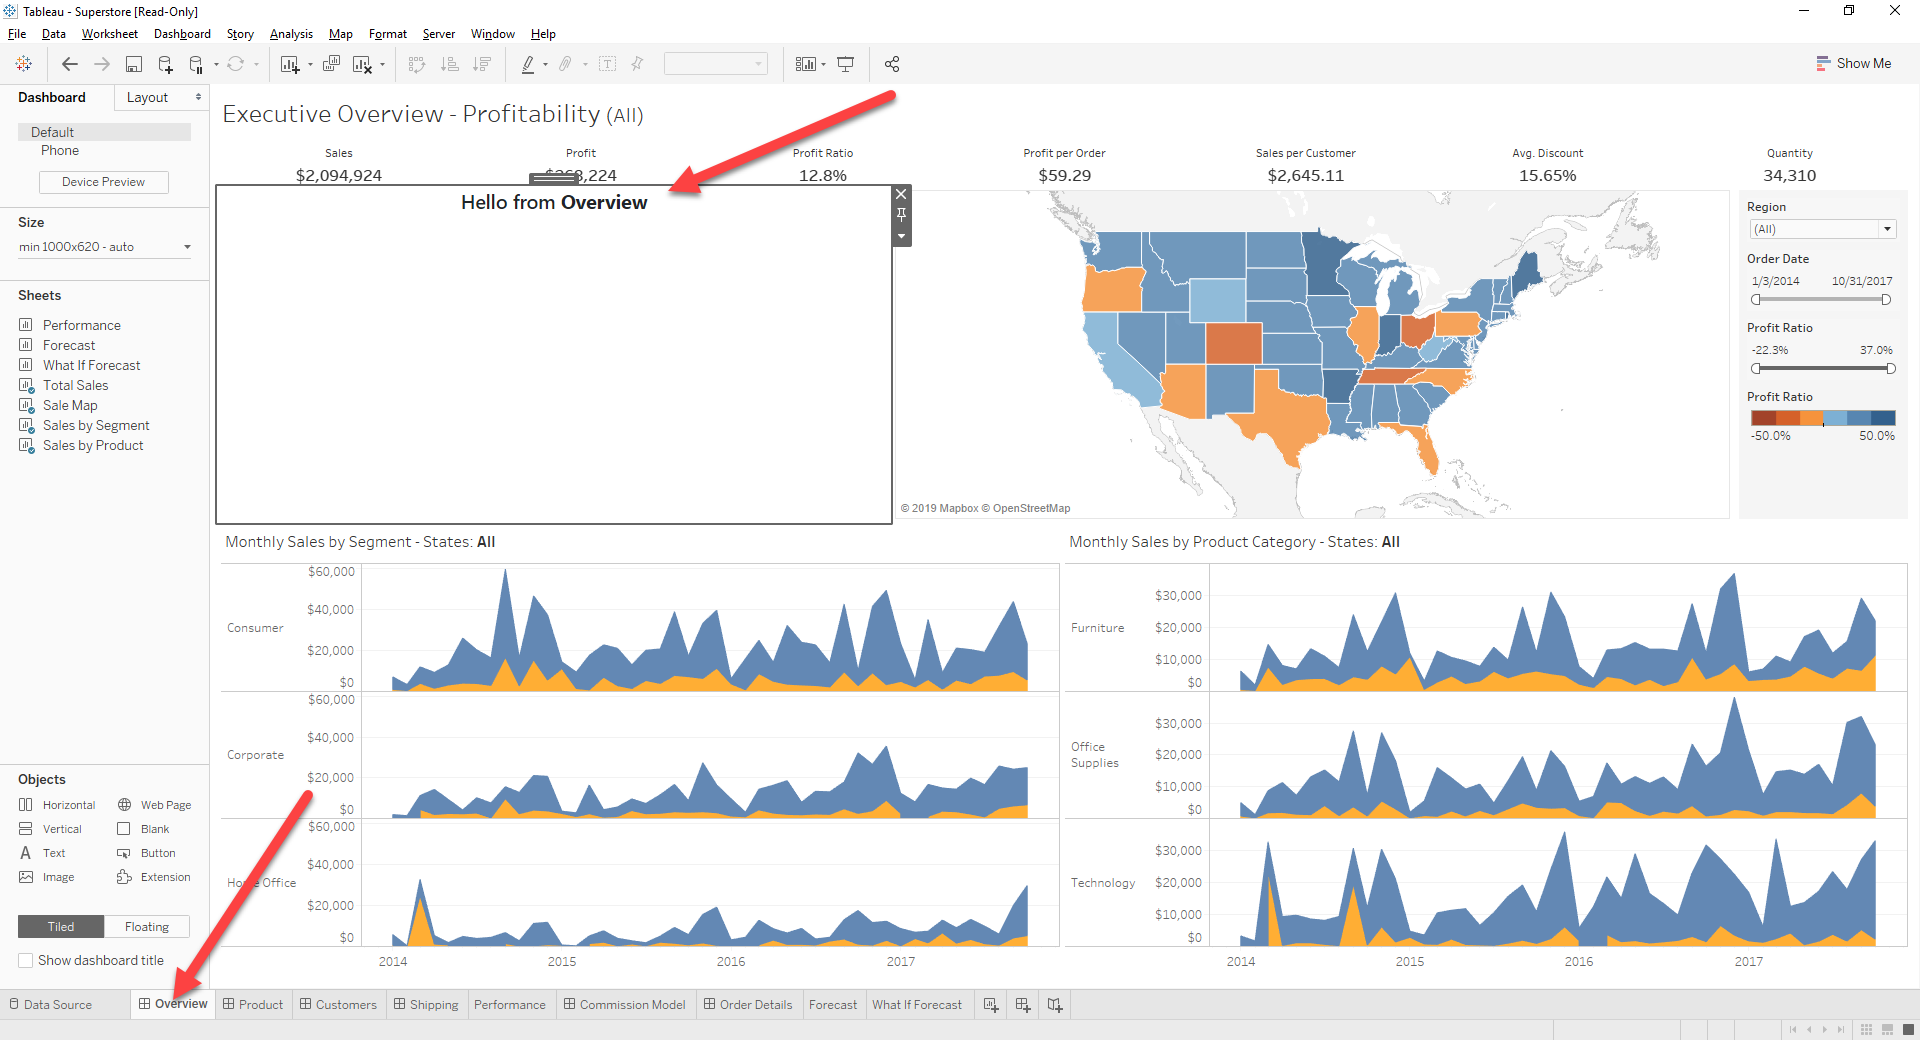 Tableau - Superstore [Read-Only]
File Data Worksheet Dashboard Story Analysis Map Format Server Window Help
Show Me
Dashboard Layout
Default
Phone
Device Preview
Size
min 1000x620 - auto
Sheets
Performance
Forecast
What If Forecast
Total Sales
Sale Map
Sales by Segment
Sales by Product
Objects
Horizontal Web Page
Vertical Blank
Text Button
Image Extension
Tiled Floating
Show dashboard title
Executive Overview - Profitability (All)
Sales Profit Profit Ratio Profit per Order Sales per Customer Avg. Discount Quantity
$2,094,924 ,224 12.8% $59.29 $2,645.11 15.65% 34,310
Hello from Overview
© 2019 Mapbox © OpenStreetMap
Region
(All)
Order Date
1/3/2014 10/31/2017
Profit Ratio
-22.3% 37.0%
Profit Ratio
-50.0% 50.0%
Monthly Sales by Segment - States: All
Consumer
$60,000
$40,000
$20,000
$0
Corporate
$60,000
$40,000
$20,000
$0
Home Office
$60,000
$40,000
$20,000
$0
2014 2015 2016 2017
Monthly Sales by Product Category - States: All
Furniture
$30,000
$20,000
$10,000
$0
Office
Supplies
$30,000
$20,000
$10,000
$0
Technology
$30,000
$20,000
$10,000
$0
2014 2015 2016 2017
Data Source Overview Product Customers Shipping Performance Commission Model Order Details Forecast What If Forecast